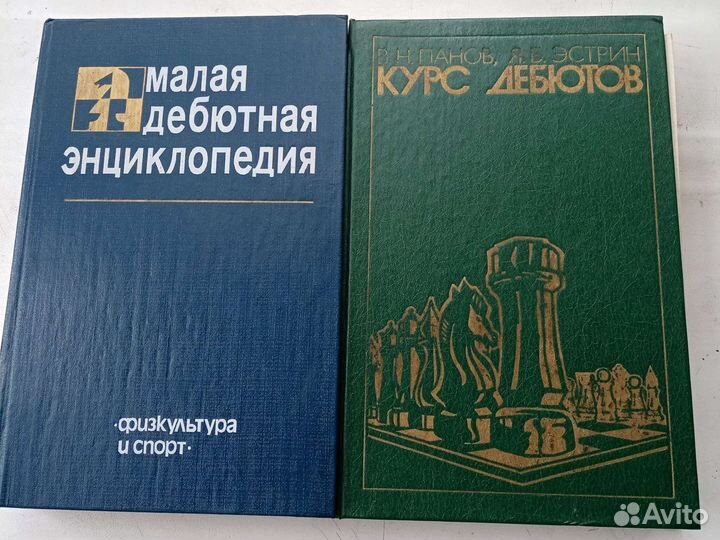 малая
дебютная
энциклопедия
·физкультура
и спорт·
В.Н.ПАНОВ, Я.Б. ЭСТРИН
КУРС ДЕБЮТОВ
Avito